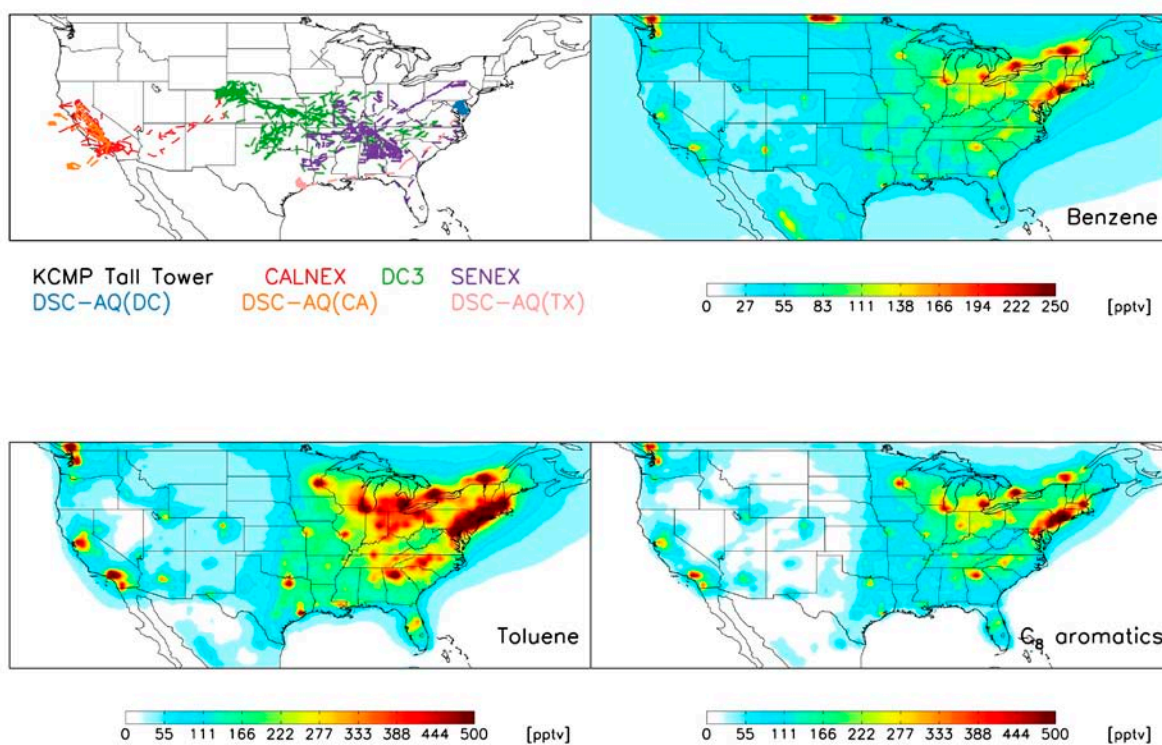 Benzene
KCMP Tall Tower CALNEX DC3 SENEX
DSC-AQ(DC) DSC-AQ(CA) DSC-AQ(TX)
0 27 55 83 111 138 166 194 222 250 [pptv]
Toluene
C8 aromatics
0 55 111 166 222 277 333 388 444 500 [pptv]
0 55 111 166 222 277 333 388 444 500 [pptv]